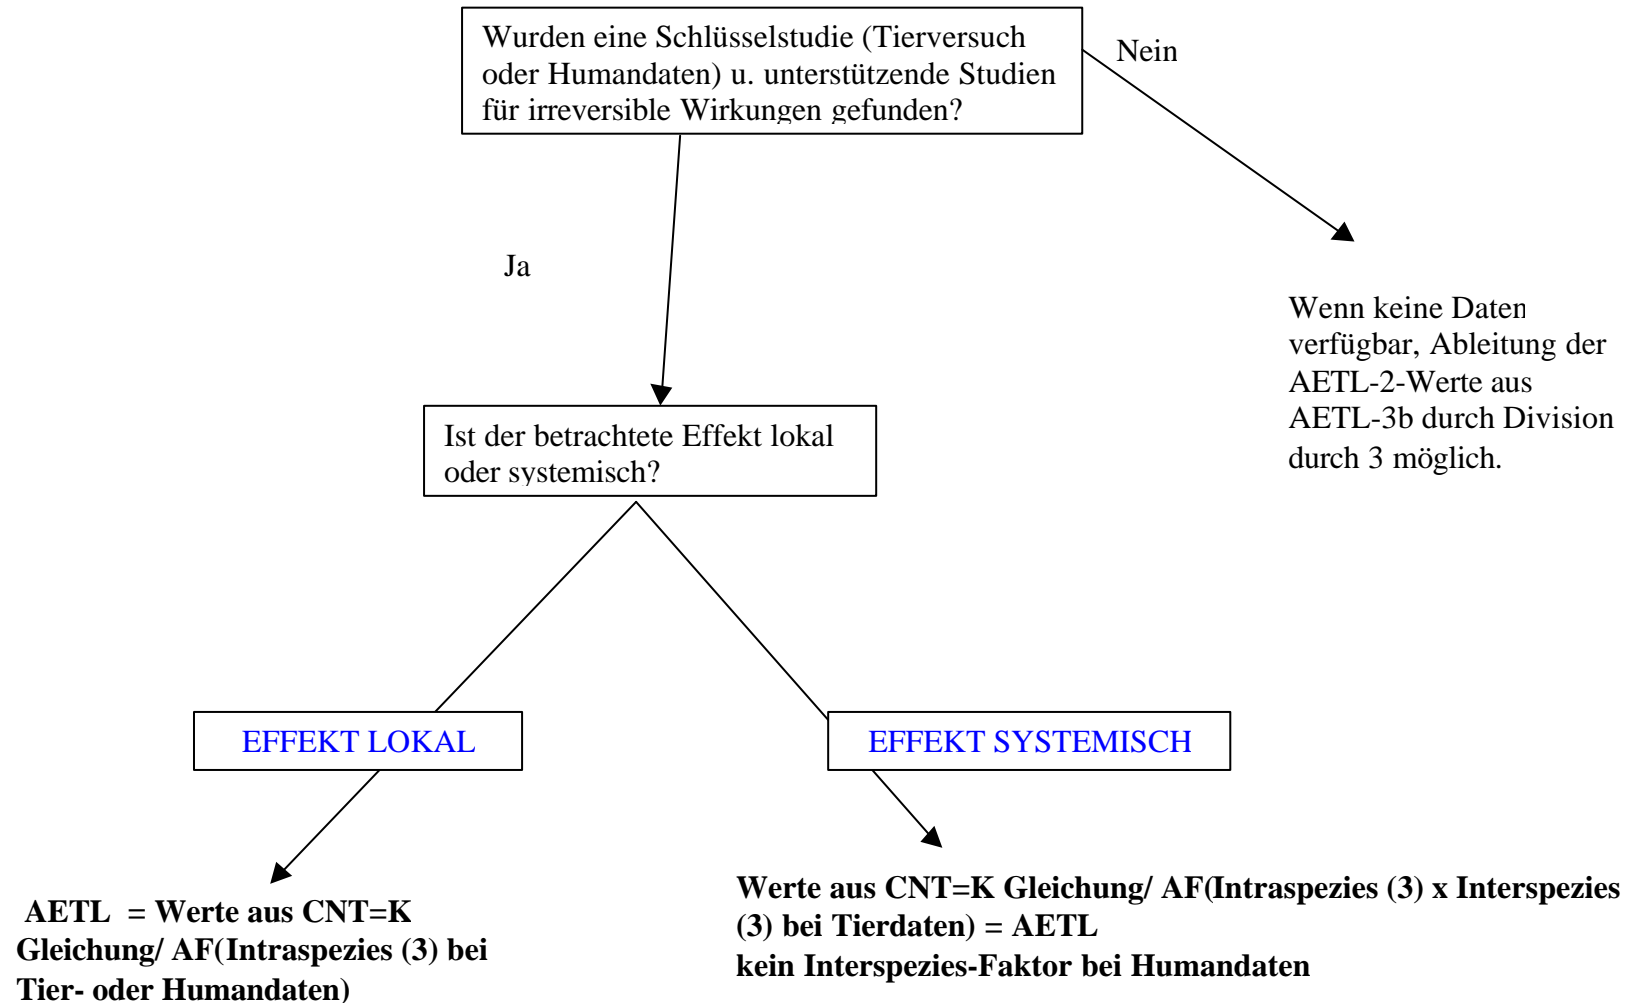 Wurden eine Schlüsselstudie (Tierversuch
oder Humandaten) u. unterstützende Studien
für irreversible Wirkungen gefunden?
Nein
Ja
Wenn keine Daten
verfügbar, Ableitung der
AETL-2-Werte aus
AETL-3b durch Division
durch 3 möglich.
Ist der betrachtete Effekt lokal
oder systemisch?
EFFEKT LOKAL
EFFEKT SYSTEMISCH
AETL = Werte aus CNT=K
Gleichung/ AF(Intraspezies (3) bei
Tier- oder Humandaten)
Werte aus CNT=K Gleichung/ AF(Intraspezies (3) x Interspezies
(3) bei Tierdaten) = AETL
kein Interspezies-Faktor bei Humandaten